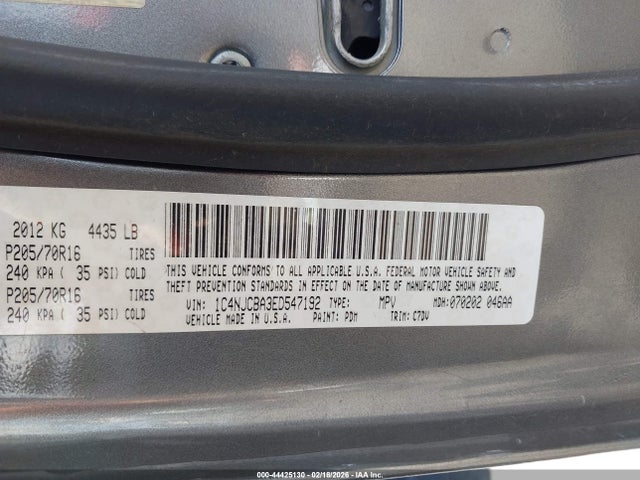 2012 KG 4435 LB
P205/70R16 TIRES
240 KPA ( 35 PSI) COLD
P205/70R16 TIRES
240 KPA ( 35 PSI) COLD
THIS VEHICLE CONFORMS TO ALL APPLICABLE U.S.A. FEDERAL MOTOR VEHICLE SAFETY AND
THEFT PREVENTION STANDARDS IN EFFECT ON THE DATE OF MANUFACTURE SHOWN ABOVE.
VIN: 1C4NJCBA3ED547192 TYPE: MPV MDH:070202 046AA
VEHICLE MADE IN U.S.A. PAINT: PDM TRIM: C7DV
000-44425130 - 02/18/2026 - IAAI, Inc.